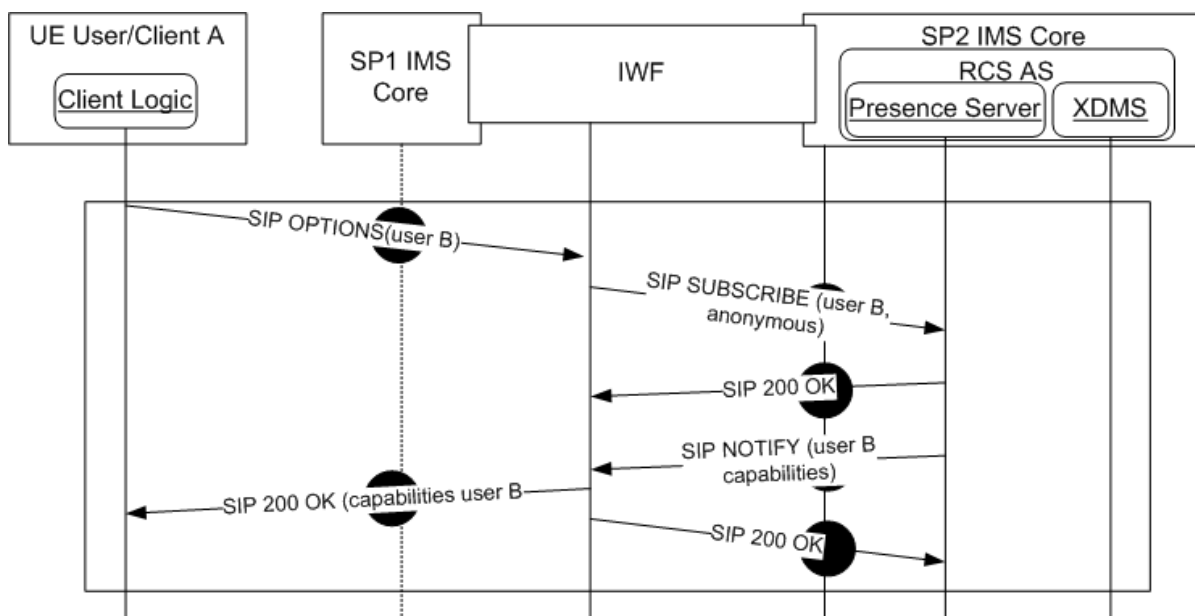 UE User/Client A
Client Logic
SP1 IMS
Core
IWF
SP2 IMS Core
RCS AS
Presence Server
XDMS
SIP OPTIONS(user B)
SIP SUBSCRIBE (user B,
anonymous)
SIP 200 OK
SIP NOTIFY (user B
capabilities)
SIP 200 OK (capabilities user B
SIP 200 OK